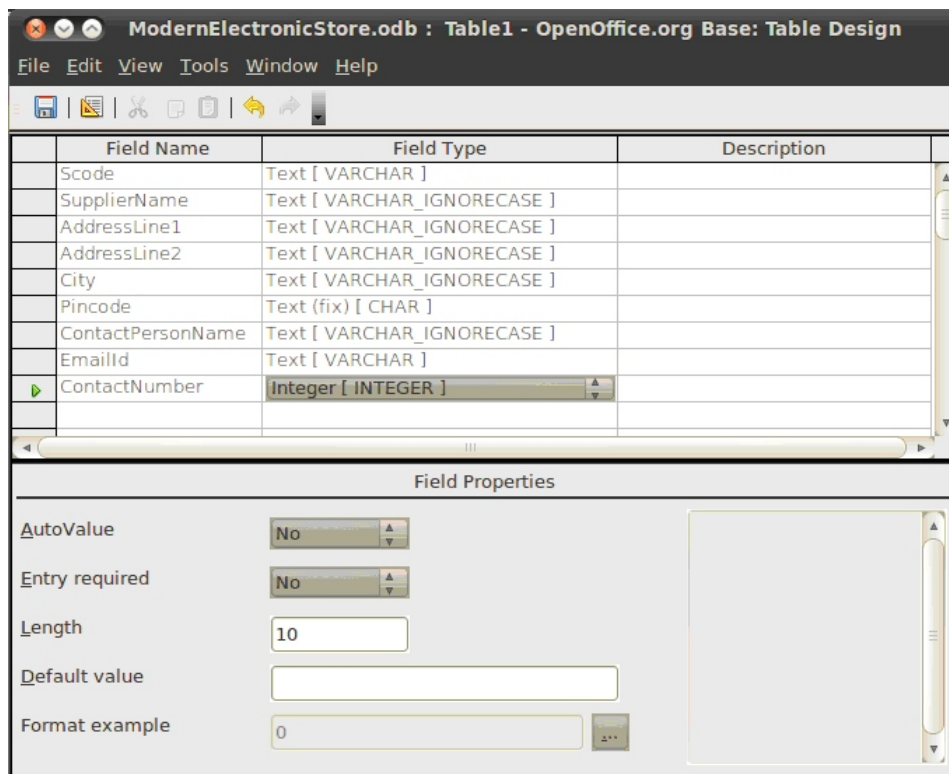 ModernElectronicStore.odb : Table1 - OpenOffice.org Base: Table Design
File Edit View Tools Window Help
Field Name Field Type Description
Scode Text [ VARCHAR ]
SupplierName Text [ VARCHAR_IGNORECASE ]
AddressLine1 Text [ VARCHAR_IGNORECASE ]
AddressLine2 Text [ VARCHAR_IGNORECASE ]
City Text [ VARCHAR_IGNORECASE ]
Pincode Text (fix) [ CHAR ]
ContactPersonName Text [ VARCHAR_IGNORECASE ]
EmailId Text [ VARCHAR ]
ContactNumber Integer [ INTEGER ]
Field Properties
AutoValue No
Entry required No
Length 10
Default value
Format example 0 ...